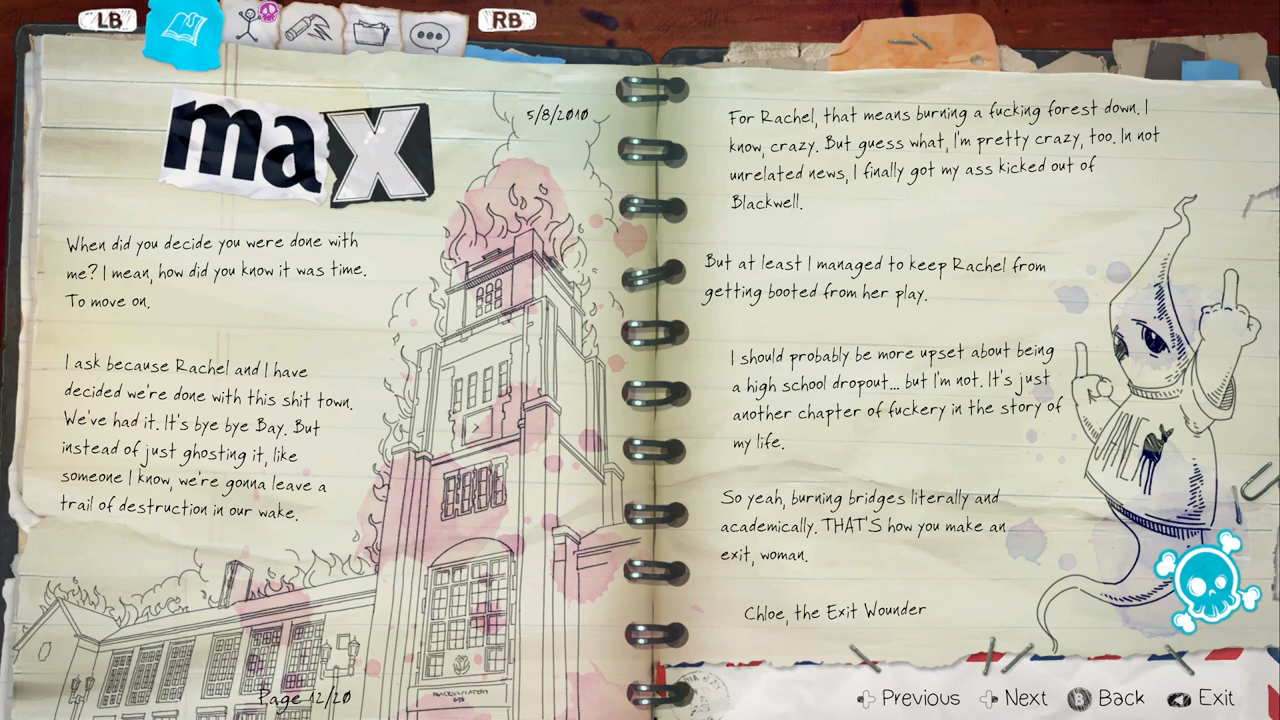 LB
RB
max
5/8/2010
When did you decide you were done with
me? I mean, how did you know it was time.
To move on.
I ask because Rachel and I have
decided we're done with this shit town.
We've had it. It's bye bye Bay. But
instead of just ghosting it, like
someone I know, we're gonna leave a
trail of destruction in our wake.
Page 12/20
For Rachel, that means burning a fucking forest down. I
know, crazy. But guess what, I'm pretty crazy, too. In not
unrelated news, I finally got my ass kicked out of
Blackwell.
But at least I managed to keep Rachel from
getting booted from her play.
I should probably be more upset about being
a high school dropout... but I'm not. It's just
another chapter of fuckery in the story of
my life.
So yeah, burning bridges literally and
academically. THAT'S how you make an
exit, woman.
Chloe, the Exit Wounder
JANE
Previous
Next
B
Back
Exit